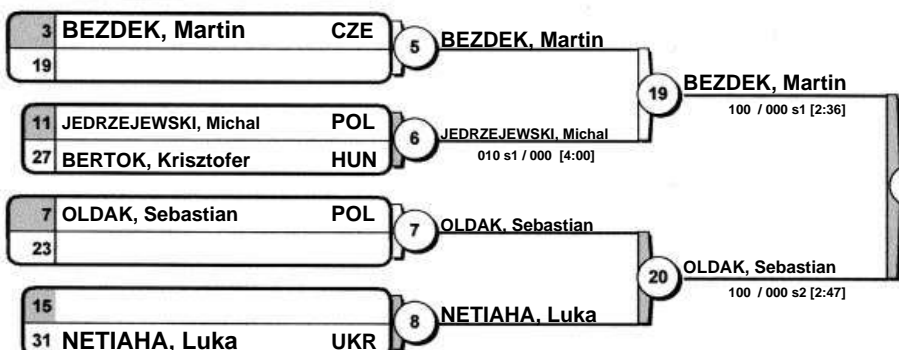 3 BEZDEK, Martin CZE
19
5 BEZDEK, Martin
11 JEDRZEJEWSKI, Michal POL
27 BERTOK, Krisztofer HUN
6 JEDRZEJEWSKI, Michal
010 s1 / 000 [4:00]
19 BEZDEK, Martin
100 / 000 s1 [2:36]
7 OLDAK, Sebastian POL
23
7 OLDAK, Sebastian
15
31 NETIAHA, Luka UKR
8 NETIAHA, Luka
20 OLDAK, Sebastian
100 / 000 s2 [2:47]